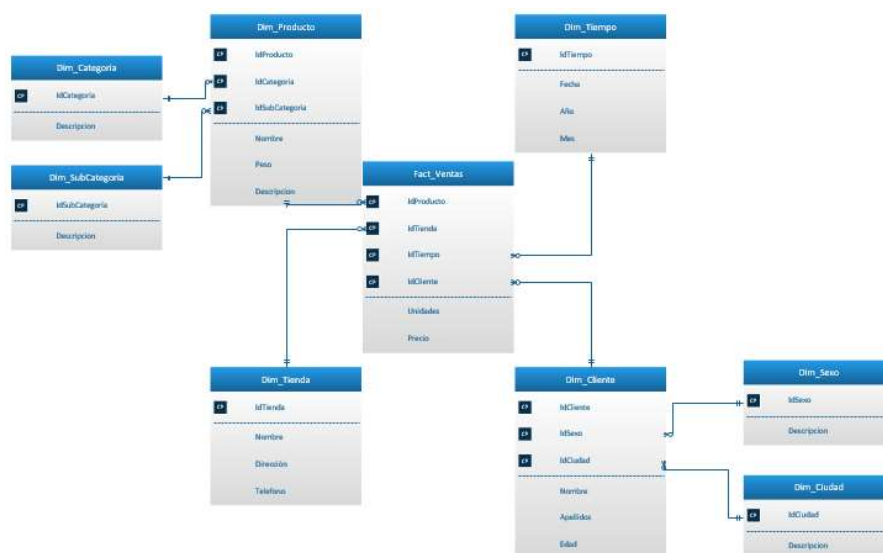 Dim_Producto
CP IdProducto
CP IdCategoria
CP IdSubCategoria
Nombre
Peso
Descripcion
Dim_Tiempo
CP IdTiempo
Fecha
Año
Mes
Dim_Categoria
CP IdCategoria
Descripcion
Dim_SubCategoria
CP IdSubCategoria
Descripcion
Fact_Ventas
CP IdProducto
CP IdTienda
CP IdTiempo
CP IdCliente
Unidades
Precio
Dim_Tienda
CP IdTienda
Nombre
Dirección
Telefono
Dim_Cliente
CP IdCliente
CP IdSexo
CP IdCiudad
Nombre
Apellidos
Edad
Dim_Sexo
CP IdSexo
Descripcion
Dim_Ciudad
CP IdCiudad
Descripcion